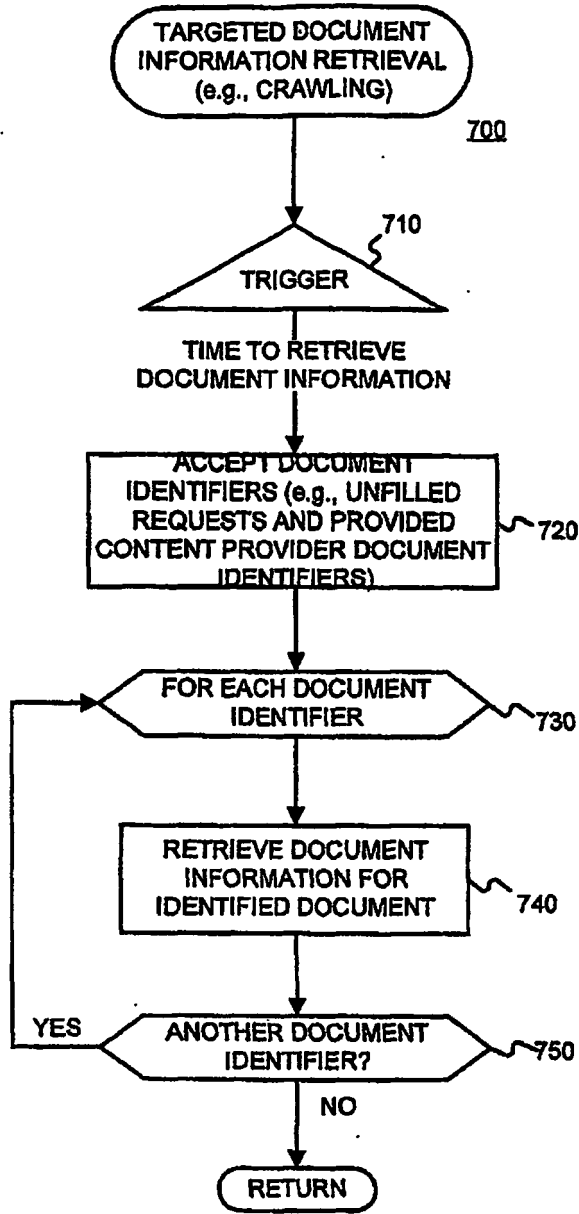 TARGETED DOCUMENT
INFORMATION RETRIEVAL
(e.g., CRAWLING)
700
710
TRIGGER
TIME TO RETRIEVE
DOCUMENT INFORMATION
ACCEPT DOCUMENT
IDENTIFIERS (e.g., UNFILLED
REQUESTS AND PROVIDED
CONTENT PROVIDER DOCUMENT
IDENTIFIERS)
720
FOR EACH DOCUMENT
IDENTIFIER
730
RETRIEVE DOCUMENT
INFORMATION FOR
IDENTIFIED DOCUMENT
740
YES
ANOTHER DOCUMENT
IDENTIFIER?
750
NO
RETURN